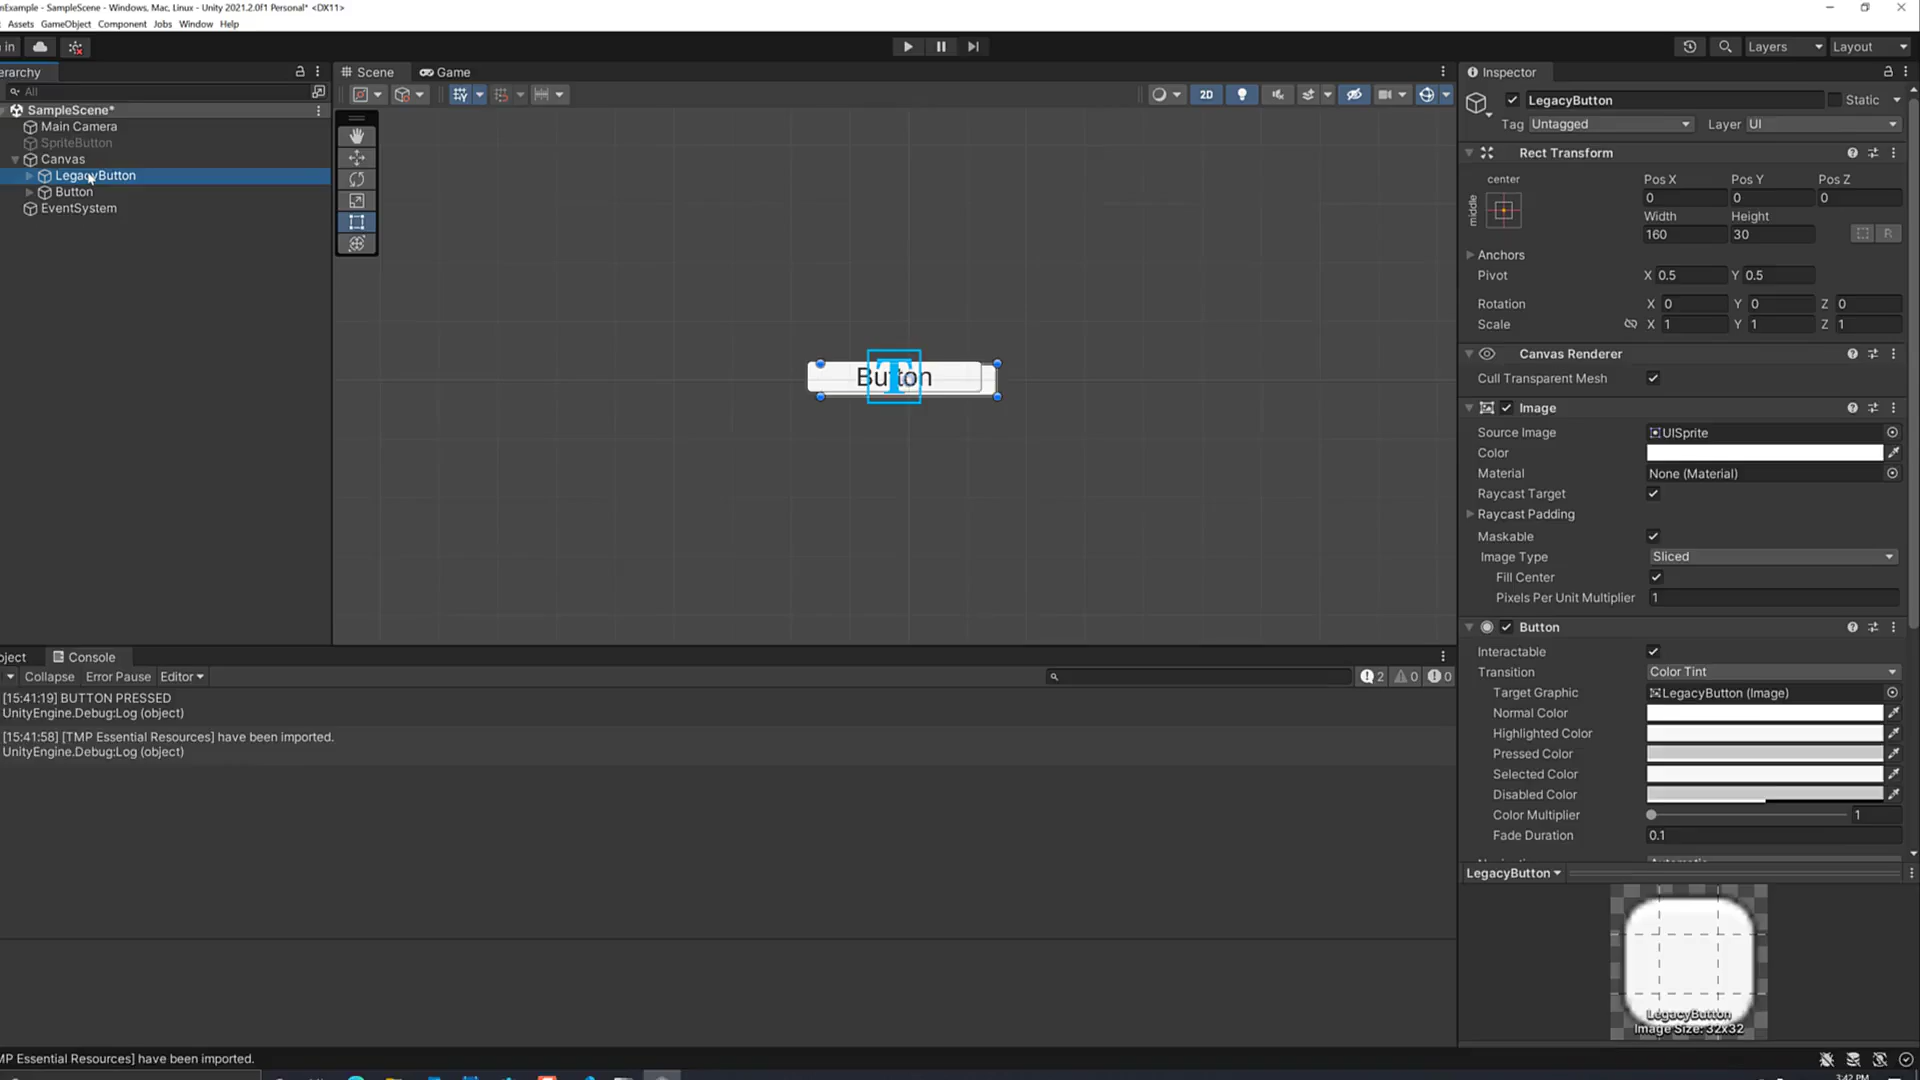 nExample - SampleScene - Windows, Mac, Linux - Unity 2021.2.0f1 Personal* <DX11>
Assets GameObject Component Jobs Window Help
in
Layers
Layout
erarchy
All
Scene
Game
Inspector
SampleScene*
Main Camera
SpriteButton
Canvas
LegacyButton
Button
EventSystem
2D
Button
LegacyButton
Static
Tag Untagged Layer UI
Rect Transform
center
middle
Pos X Pos Y Pos Z
0 0 0
Width Height
160 30
R
Anchors
Pivot X 0.5 Y 0.5
Rotation X 0 Y 0 Z 0
Scale X 1 Y 1 Z 1
Canvas Renderer
Cull Transparent Mesh
Image
Source Image UISprite
Color
Material None (Material)
Raycast Target
Raycast Padding
Maskable
Image Type Sliced
Fill Center
Pixels Per Unit Multiplier 1
Button
Interactable
Transition Color Tint
Target Graphic LegacyButton (Image)
Normal Color
Highlighted Color
Pressed Color
Selected Color
Disabled Color
Color Multiplier 1
Fade Duration 0.1
LegacyButton
LegacyButton
Image Size: 32x32
oject
Console
Collapse Error Pause Editor
2 0 0
[15:41:19] BUTTON PRESSED
UnityEngine.Debug:Log (object)
[15:41:58] [TMP Essential Resources] have been imported.
UnityEngine.Debug:Log (object)
MP Essential Resources] have been imported.
3:42 PM